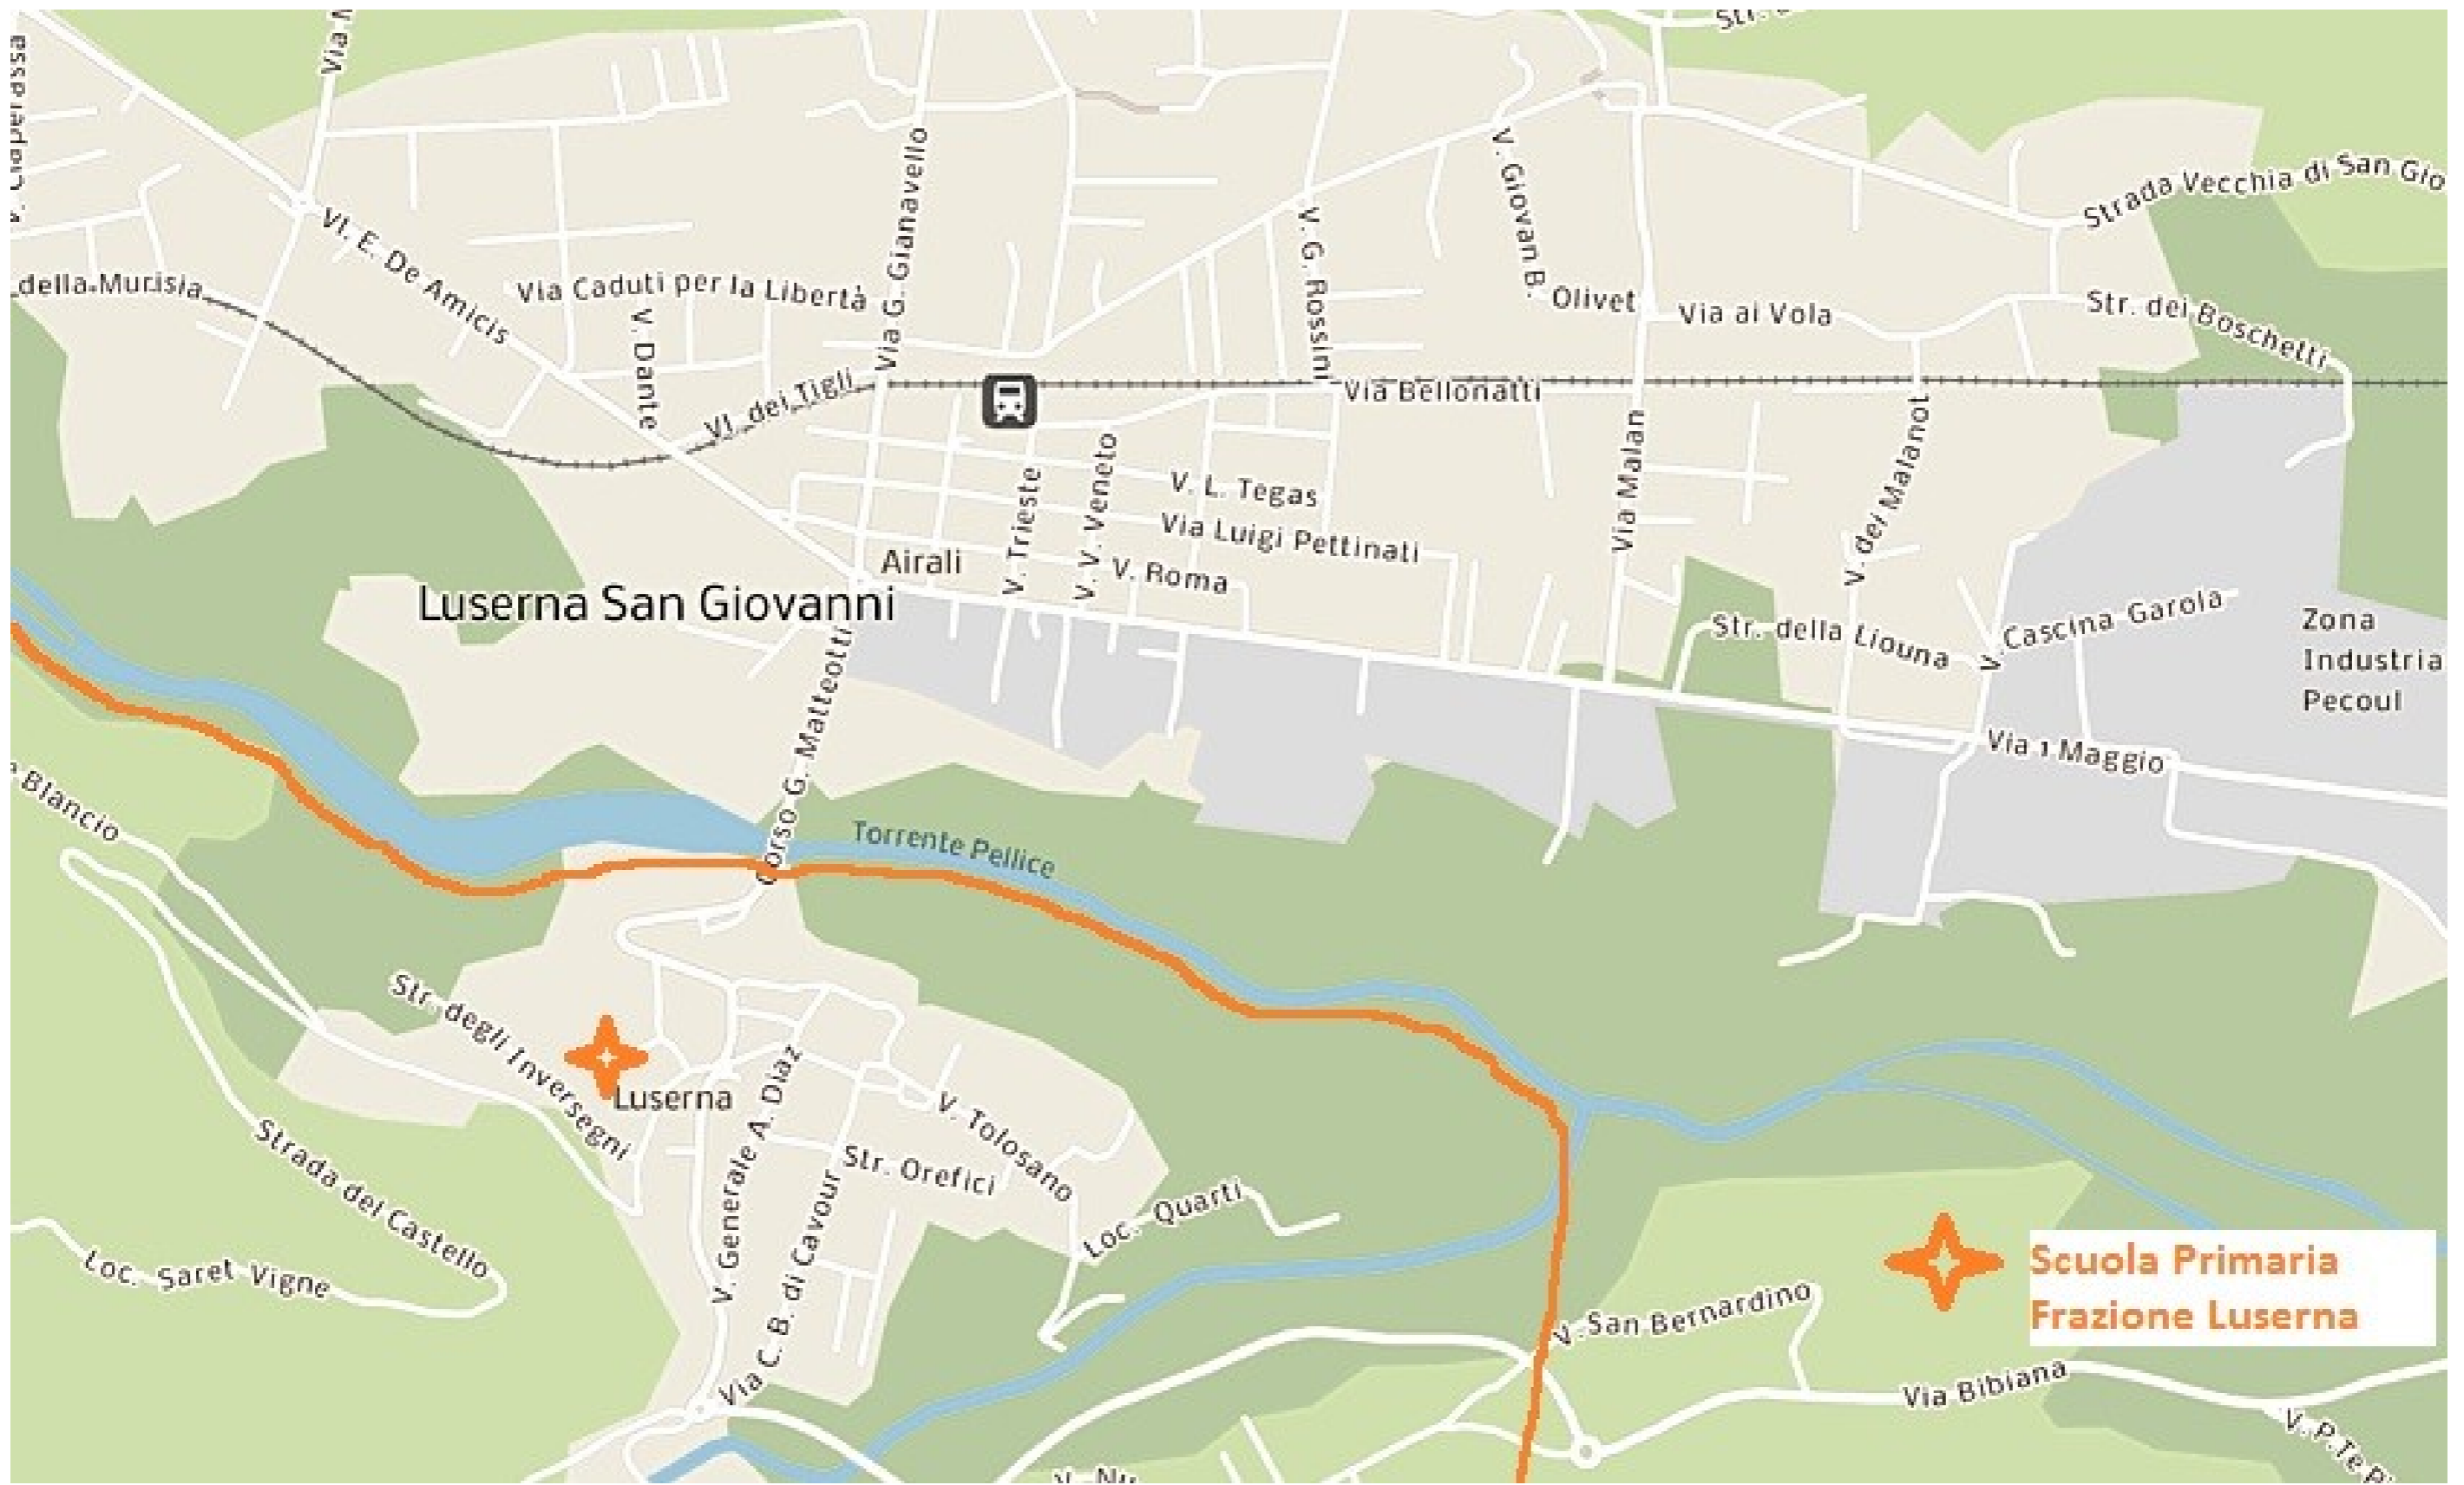 Via
Str.
Strada Vecchia di San Gio
V. Giovan B.
Via G. Gianavello
Vl. E. De Amicis
V. G. Rossini
della Murisia
Via Caduti per la Libertà
Olivet
Via ai Vola
Str. dei Boschetti
V. Dante
Vl. dei Tigli
Via Bellonatti
Via Malan
V. dei Malanot
V. Trieste
V. V. Veneto
V. L. Tegas
Via Luigi Pettinati
Airali
V. Roma
Luserna San Giovanni
Str. della Liouna
V. Cascina Garola
Zona
Industria
Pecoul
Corso G. Matteotti
Via 1 Maggio
Blancio
Torrente Pellice
Str. degli Inversegni
Luserna
V. Generale A. Diaz
V. Tolosano
Strada del Castello
Str. Orefici
Loc. Quarti
Via C. B. di Cavour
Loc. Saret Vigne
Scuola Primaria
Frazione Luserna
V. San Bernardino
Via Bibiana
V. P. Te